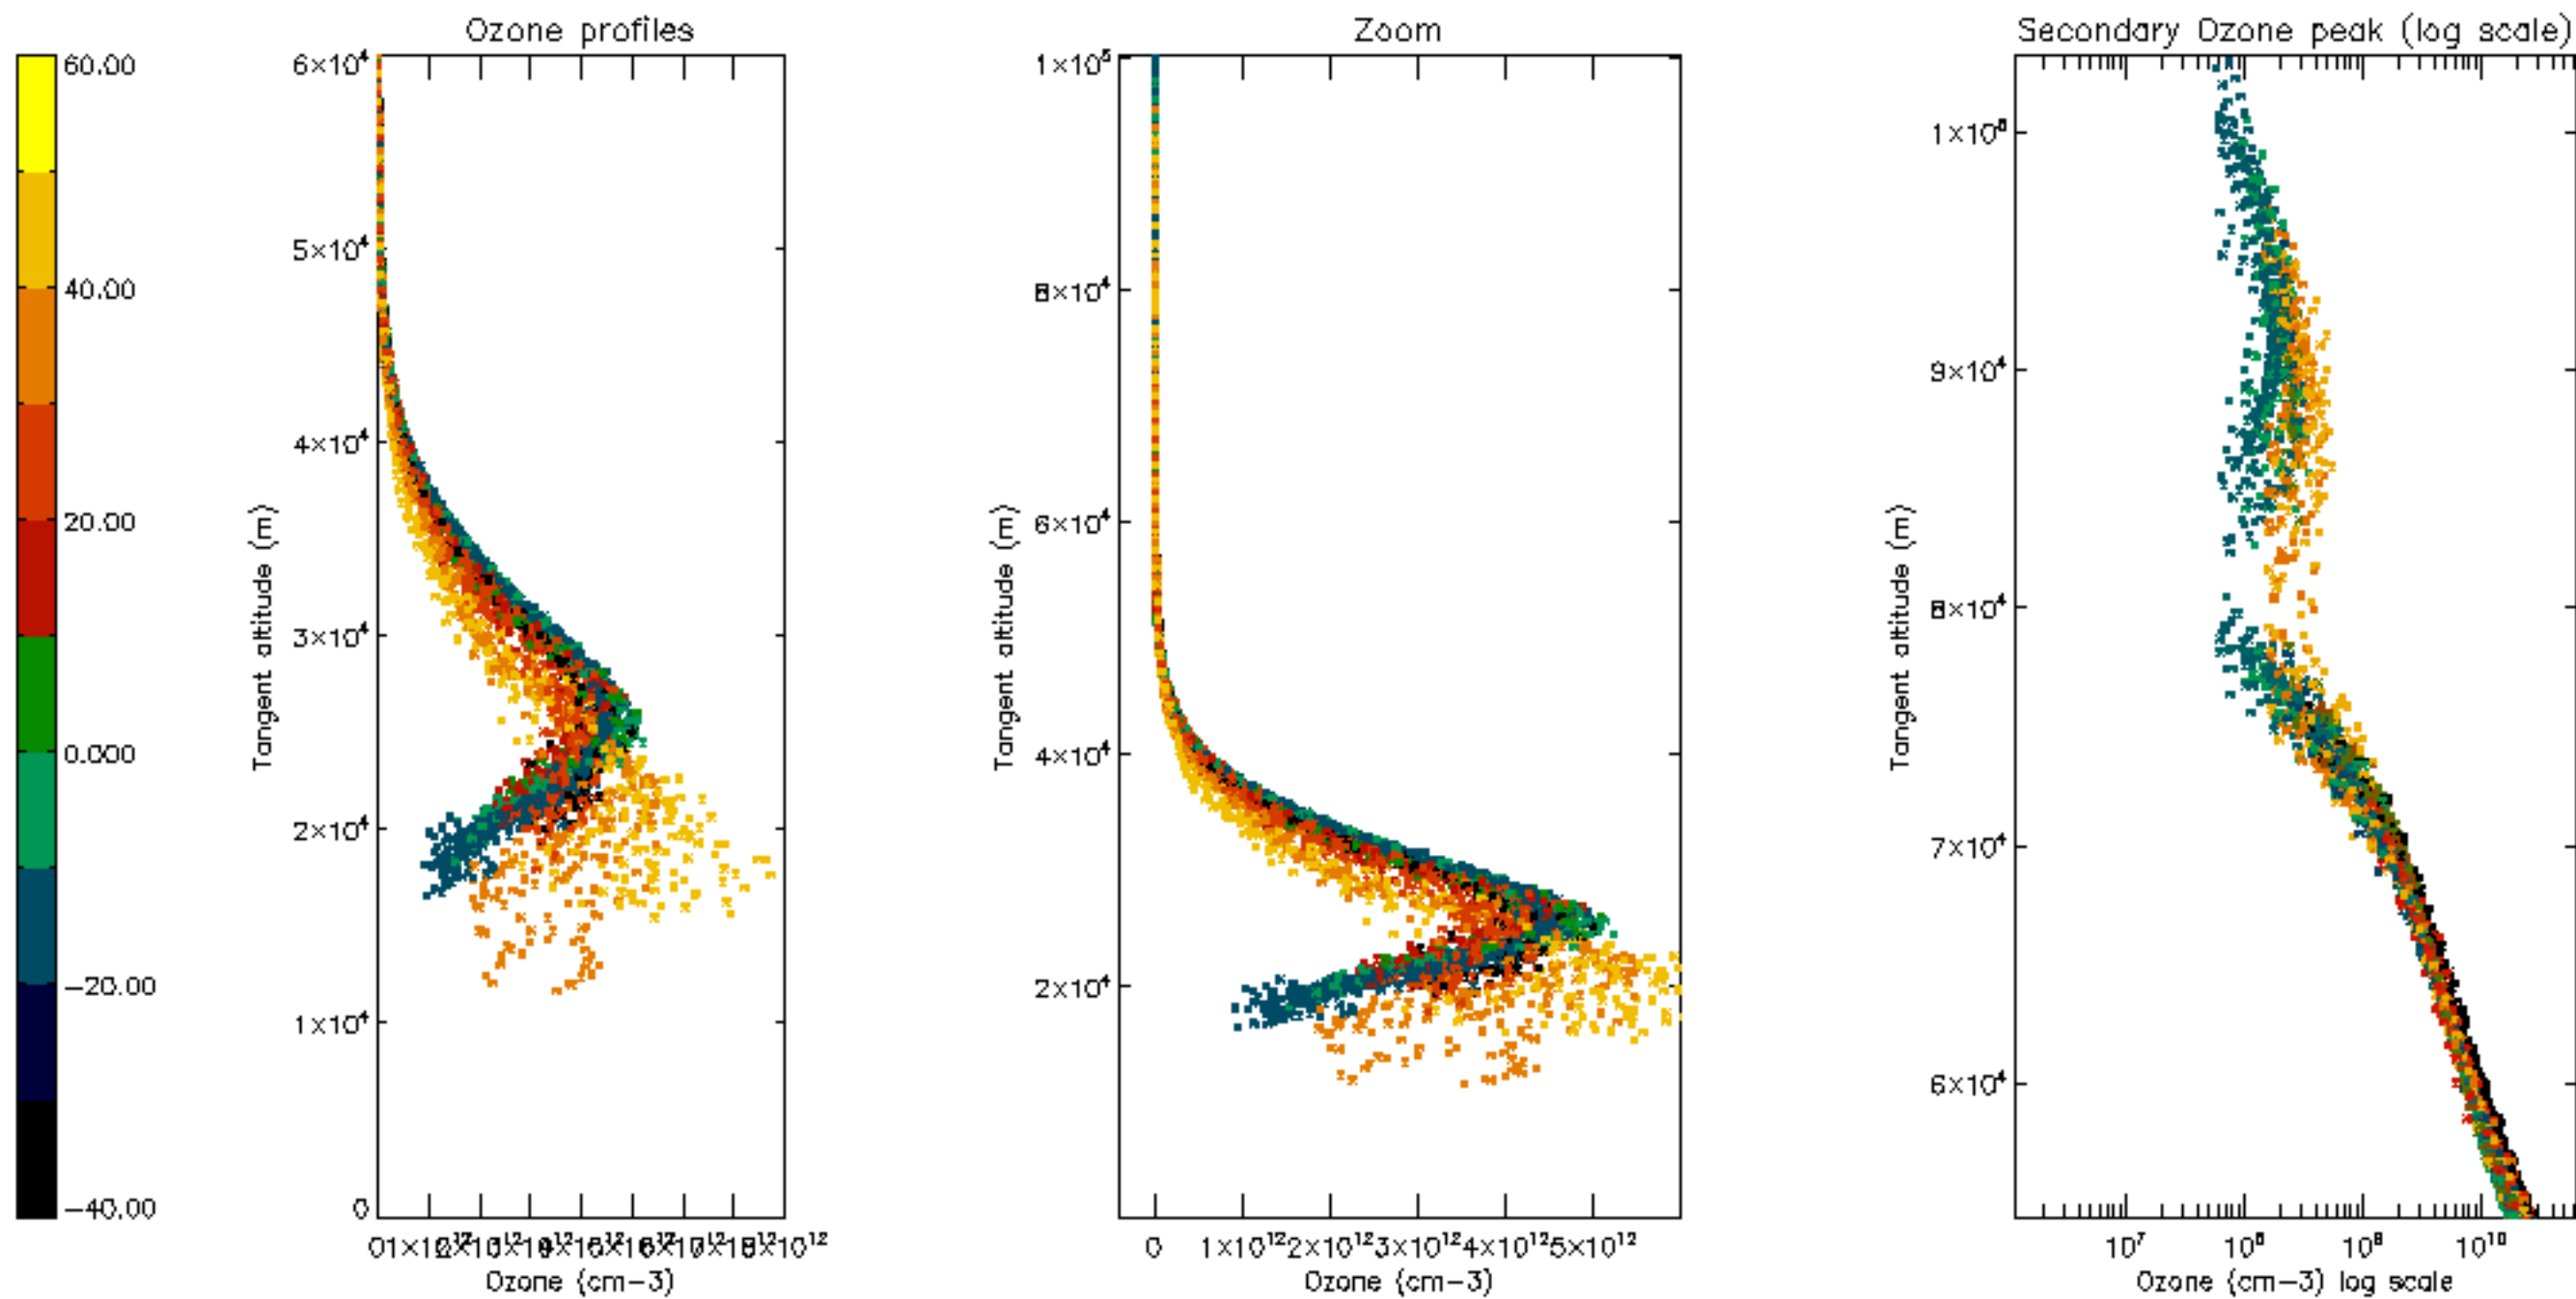 Ozone profiles
Zoom
Secondary Ozone peak (log scale)
60.00
40.00
20.00
0.000
−20.00
−40.00
6×10⁴
5×10⁴
4×10⁴
3×10⁴
2×10⁴
1×10⁴
0
Tangent altitude (m)
Ozone (cm−3)
1×10⁵
8×10⁴
6×10⁴
4×10⁴
2×10⁴
Tangent altitude (m)
0 1×10¹² 2×10¹² 3×10¹² 4×10¹² 5×10¹²
Ozone (cm−3)
9×10⁴
8×10⁴
7×10⁴
6×10⁴
Tangent altitude (m)
10⁷ 10⁸ 10⁹ 10¹⁰
Ozone (cm−3) log scale